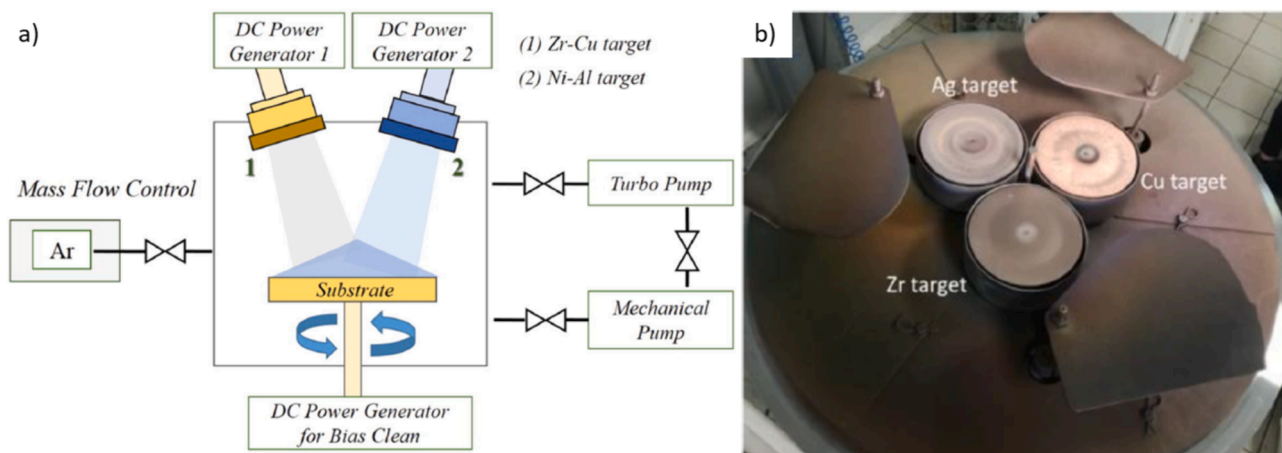 a)
DC Power
Generator 1
DC Power
Generator 2
(1) Zr-Cu target
(2) Ni-Al target
1
2
Mass Flow Control
Ar
Turbo Pump
Substrate
Mechanical
Pump
DC Power Generator
for Bias Clean
b)
Ag target
Cu target
Zr target